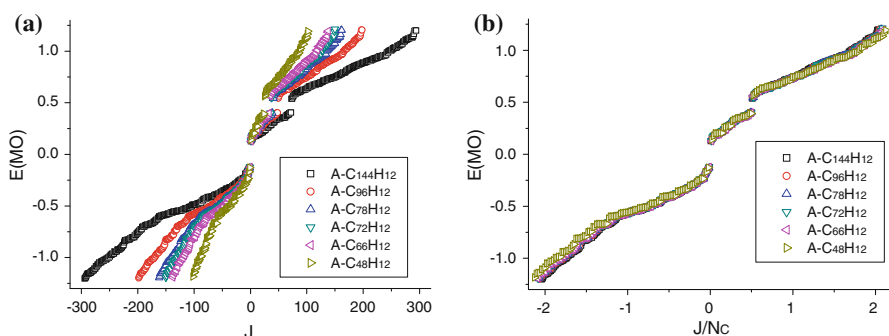 (a)
E(MO)
1.0
0.5
0.0
-0.5
-1.0
A-C144H12
A-C96H12
A-C78H12
A-C72H12
A-C66H12
A-C48H12
-300 -200 -100 0 100 200 300
J
(b)
E(MO)
1.0
0.5
0.0
-0.5
-1.0
A-C144H12
A-C96H12
A-C78H12
A-C72H12
A-C66H12
A-C48H12
-2 -1 0 1 2
J/Nc